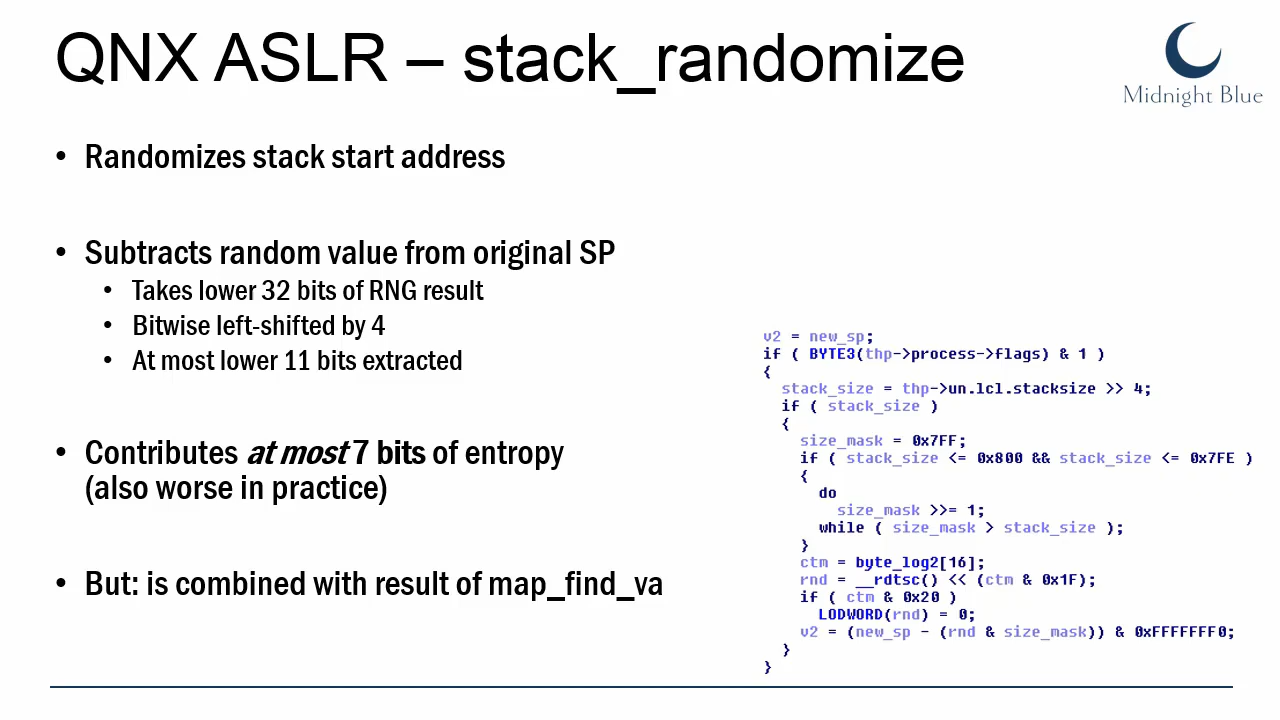 QNX ASLR – stack_randomize
Midnight Blue
• Randomizes stack start address
• Subtracts random value from original SP
• Takes lower 32 bits of RNG result
• Bitwise left-shifted by 4
• At most lower 11 bits extracted
• Contributes at most 7 bits of entropy
(also worse in practice)
• But: is combined with result of map_find_va
v2 = new_sp;
if ( BYTE3(thp->process->flags) & 1 )
{
stack_size = thp->un.lcl.stacksize >> 4;
if ( stack_size )
{
size_mask = 0x7FF;
if ( stack_size <= 0x800 && stack_size <= 0x7FE )
{
do
size_mask >>= 1;
while ( size_mask > stack_size );
}
ctm = byte_log2[16];
rnd = __rdtsc() << (ctm & 0x1F);
if ( ctm & 0x20 )
LODWORD(rnd) = 0;
v2 = (new_sp - (rnd & size_mask)) & 0xFFFFFFF0;
}
}